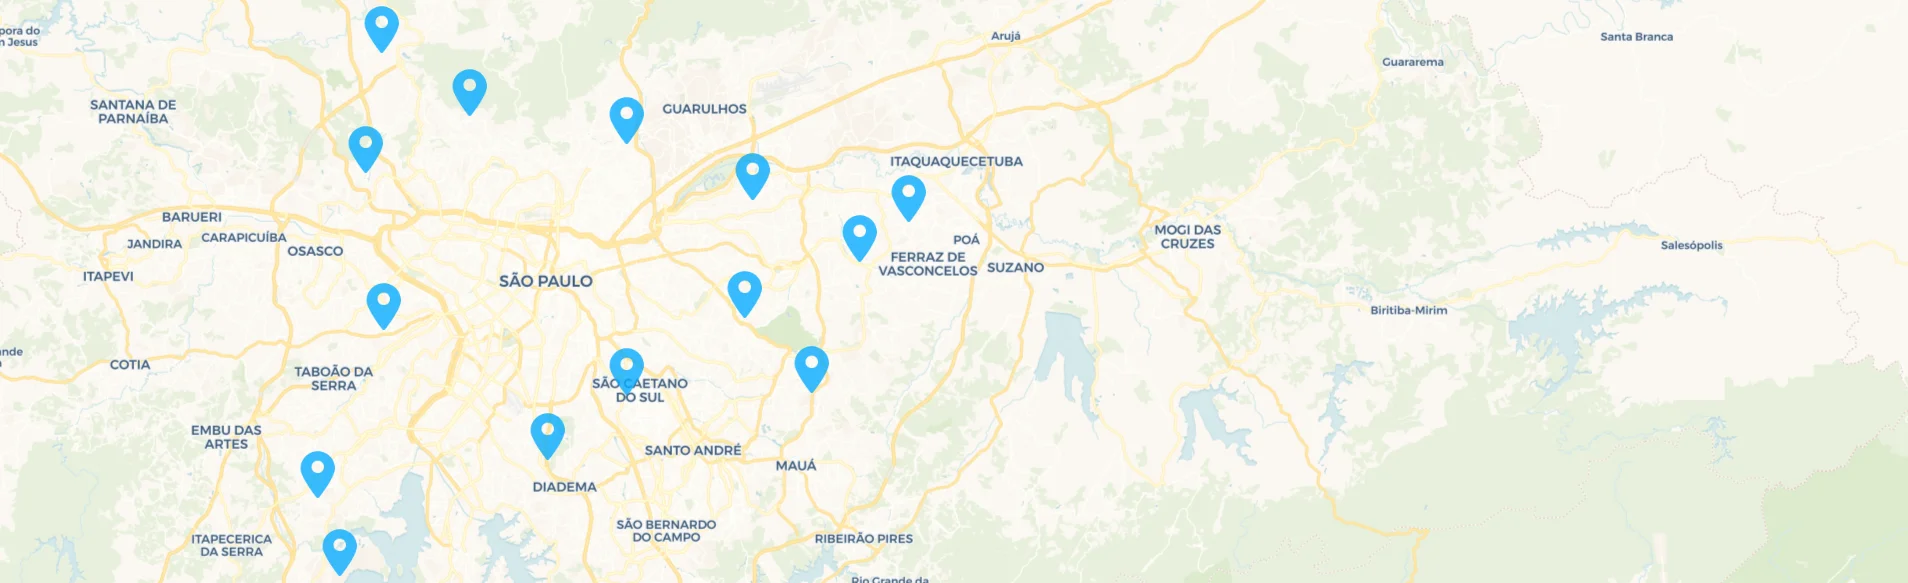 pora do
n Jesus
Arujá
Santa Branca
Guararema
SANTANA DE
PARNAÍBA
GUARULHOS
ITAQUAQUECETUBA
BARUERI
JANDIRA
CARAPICUÍBA
OSASCO
POÁ
MOGI DAS
CRUZES
Salesópolis
ITAPEVI
SÃO PAULO
FERRAZ DE
VASCONCELOS
SUZANO
Biritiba-Mirim
nde
COTIA
TABOÃO DA
SERRA
SÃO CAETANO
DO SUL
EMBU DAS
ARTES
SANTO ANDRÉ
MAUÁ
DIADEMA
SÃO BERNARDO
DO CAMPO
ITAPECERICA
DA SERRA
RIBEIRÃO PIRES
Rio Grande da